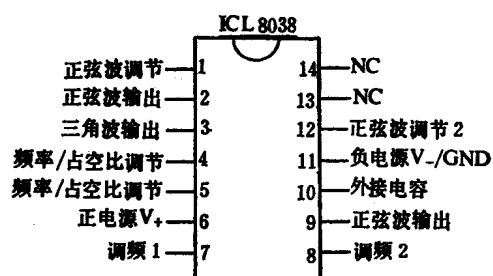 ICL8038
正弦波调节 1 14 NC
正弦波输出 2 13 NC
三角波输出 3 12 正弦波调节2
频率/占空比调节 4 11 负电源V_/GND
频率/占空比调节 5 10 外接电容
正电源V+ 6 9 正弦波输出
调频1 7 8 调频2